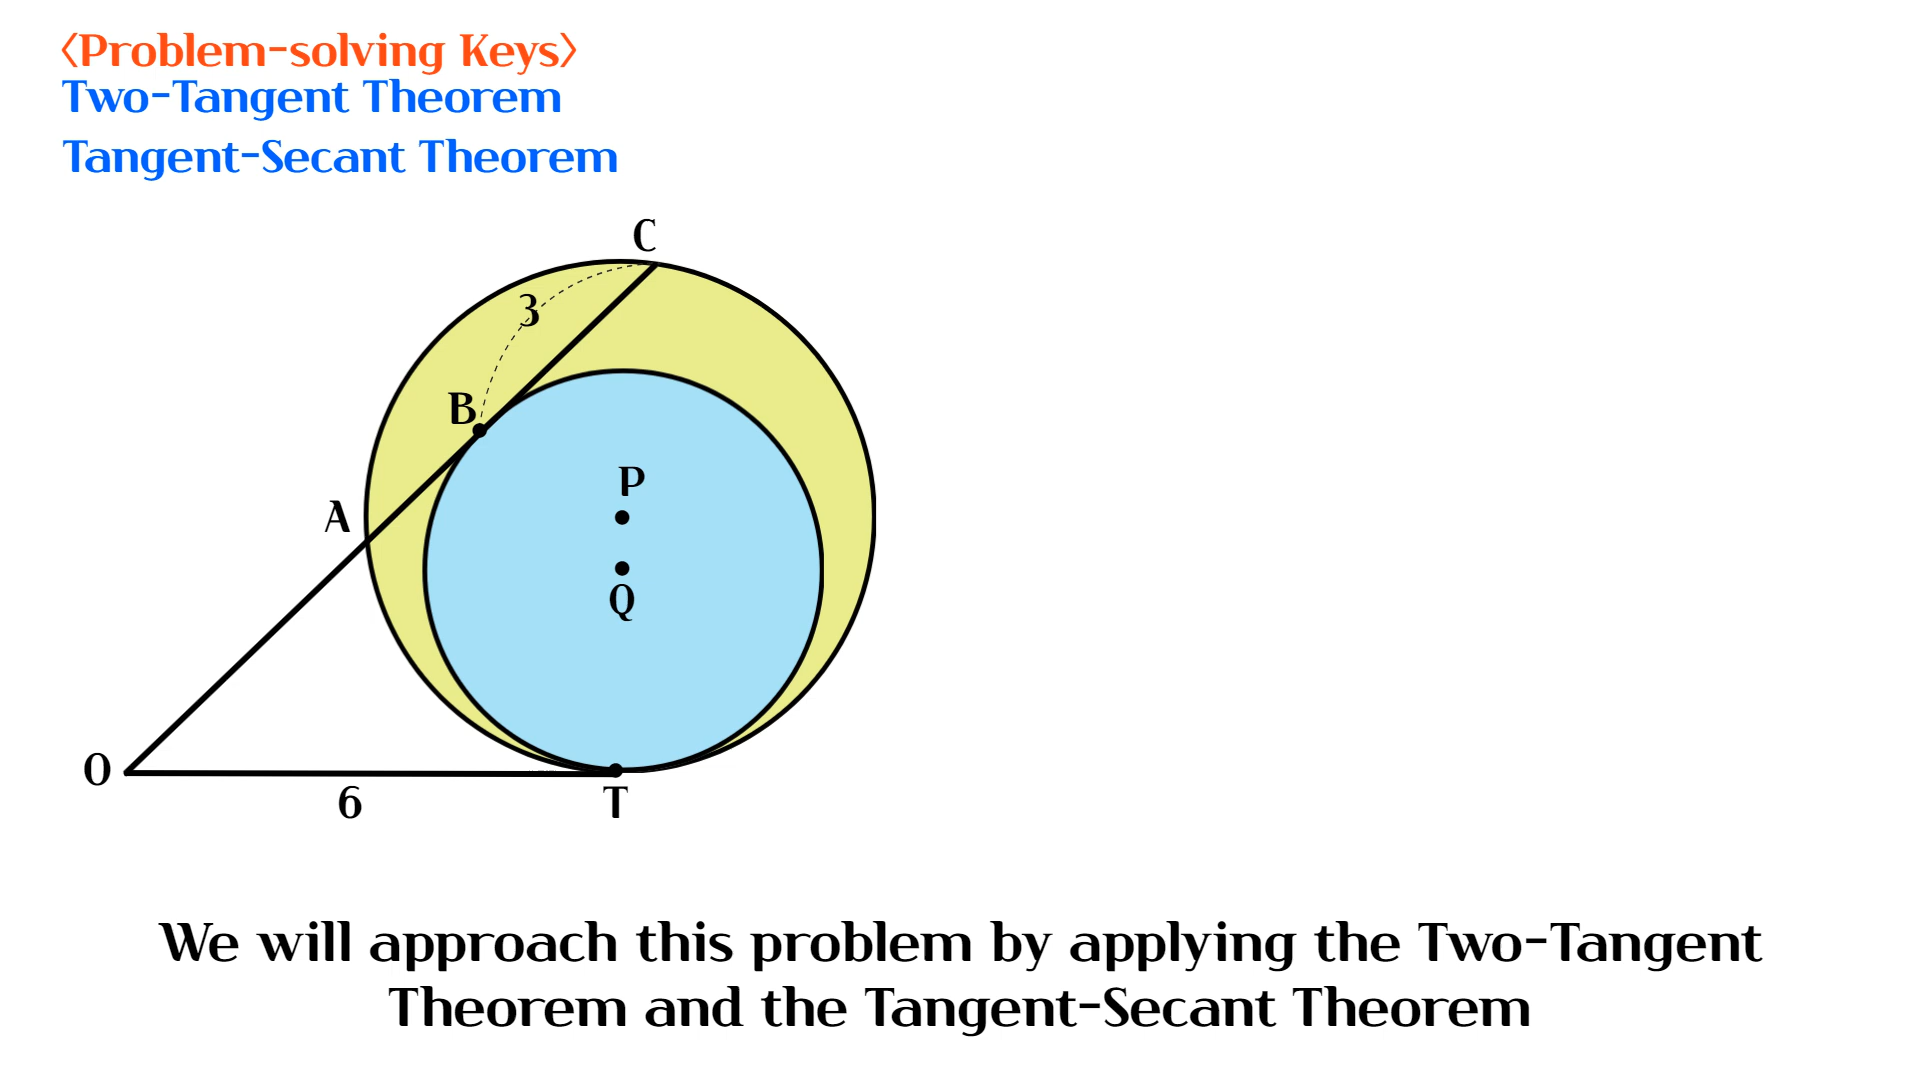 〈Problem-solving Keys〉
Two-Tangent Theorem
Tangent-Secant Theorem
C
3
B
P
A
Q
O
6
T
We will approach this problem by applying the Two-Tangent
Theorem and the Tangent-Secant Theorem